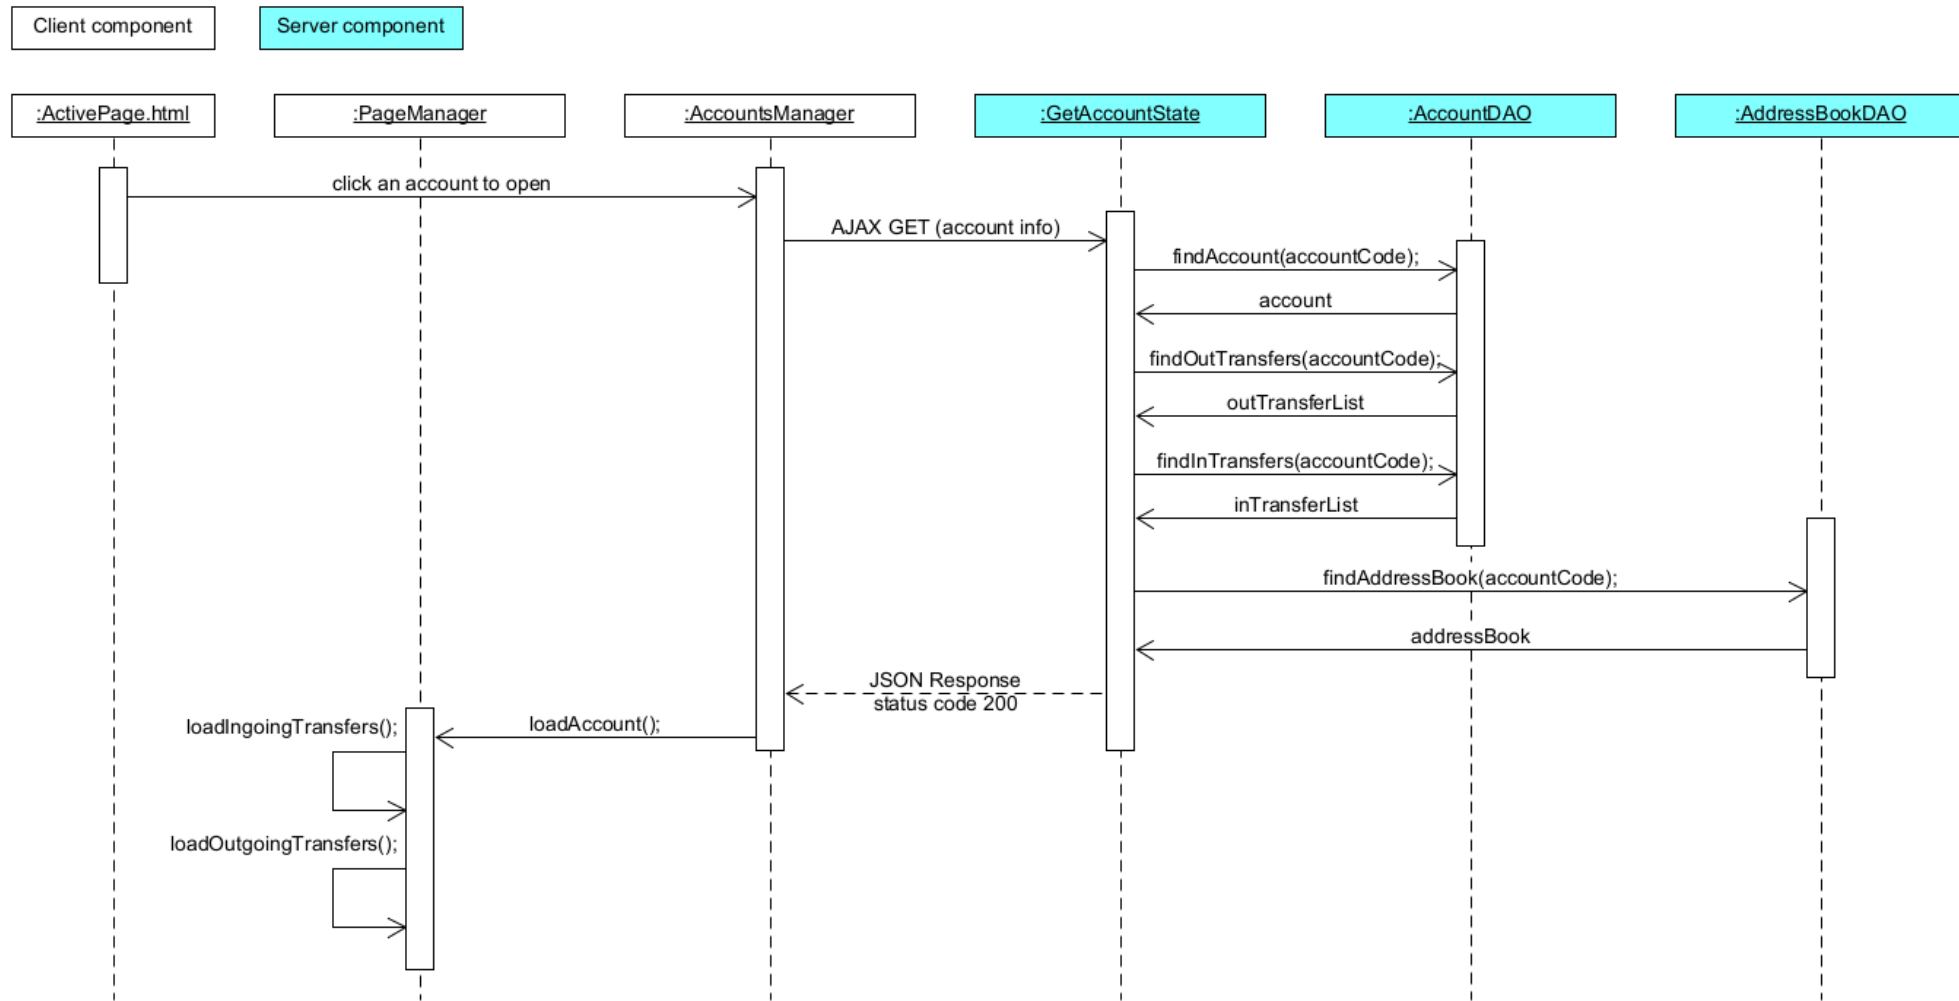 Client component
Server component
:ActivePage.html
:PageManager
:AccountsManager
:GetAccountState
:AccountDAO
:AddressBookDAO
click an account to open
AJAX GET (account info)
findAccount(accountCode);
account
findOutTransfers(accountCode);
outTransferList
findInTransfers(accountCode);
inTransferList
findAddressBook(accountCode);
addressBook
JSON Response
status code 200
loadAccount();
loadIngoingTransfers();
loadOutgoingTransfers();